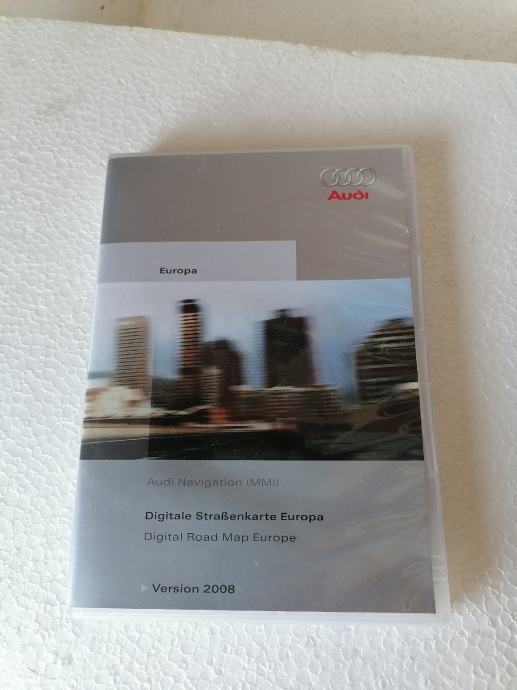 Audi
Europa
Audi Navigation (MMI)
Digitale Straßenkarte Europa
Digital Road Map Europe
Version 2008